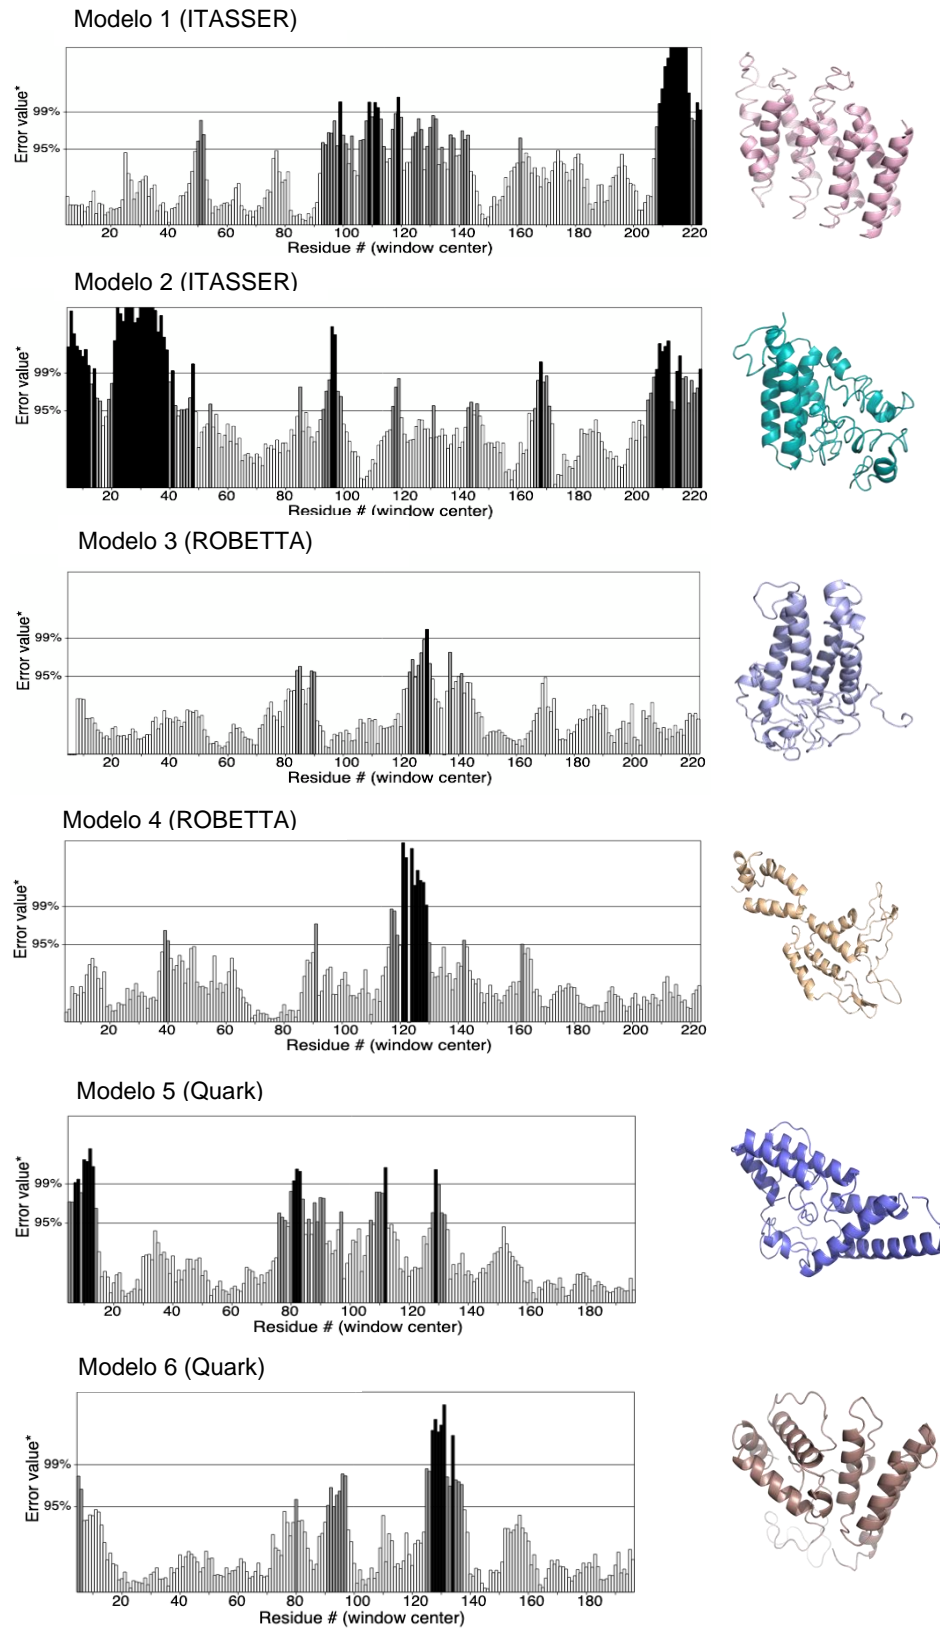 Modelo 1 (ITASSER)
Error value*
99%
95%
20 40 60 80 100 120 140 160 180 200 220
Residue # (window center)
Modelo 2 (ITASSER)
Error value*
99%
95%
20 40 60 80 100 120 140 160 180 200 220
Residue # (window center)
Modelo 3 (ROBETTA)
Error value*
99%
95%
20 40 60 80 100 120 140 160 180 200 220
Residue # (window center)
Modelo 4 (ROBETTA)
Error value*
99%
95%
20 40 60 80 100 120 140 160 180 200 220
Residue # (window center)
Modelo 5 (Quark)
Error value*
99%
95%
20 40 60 80 100 120 140 160 180
Residue # (window center)
Modelo 6 (Quark)
Error value*
99%
95%
20 40 60 80 100 120 140 160 180
Residue # (window center)